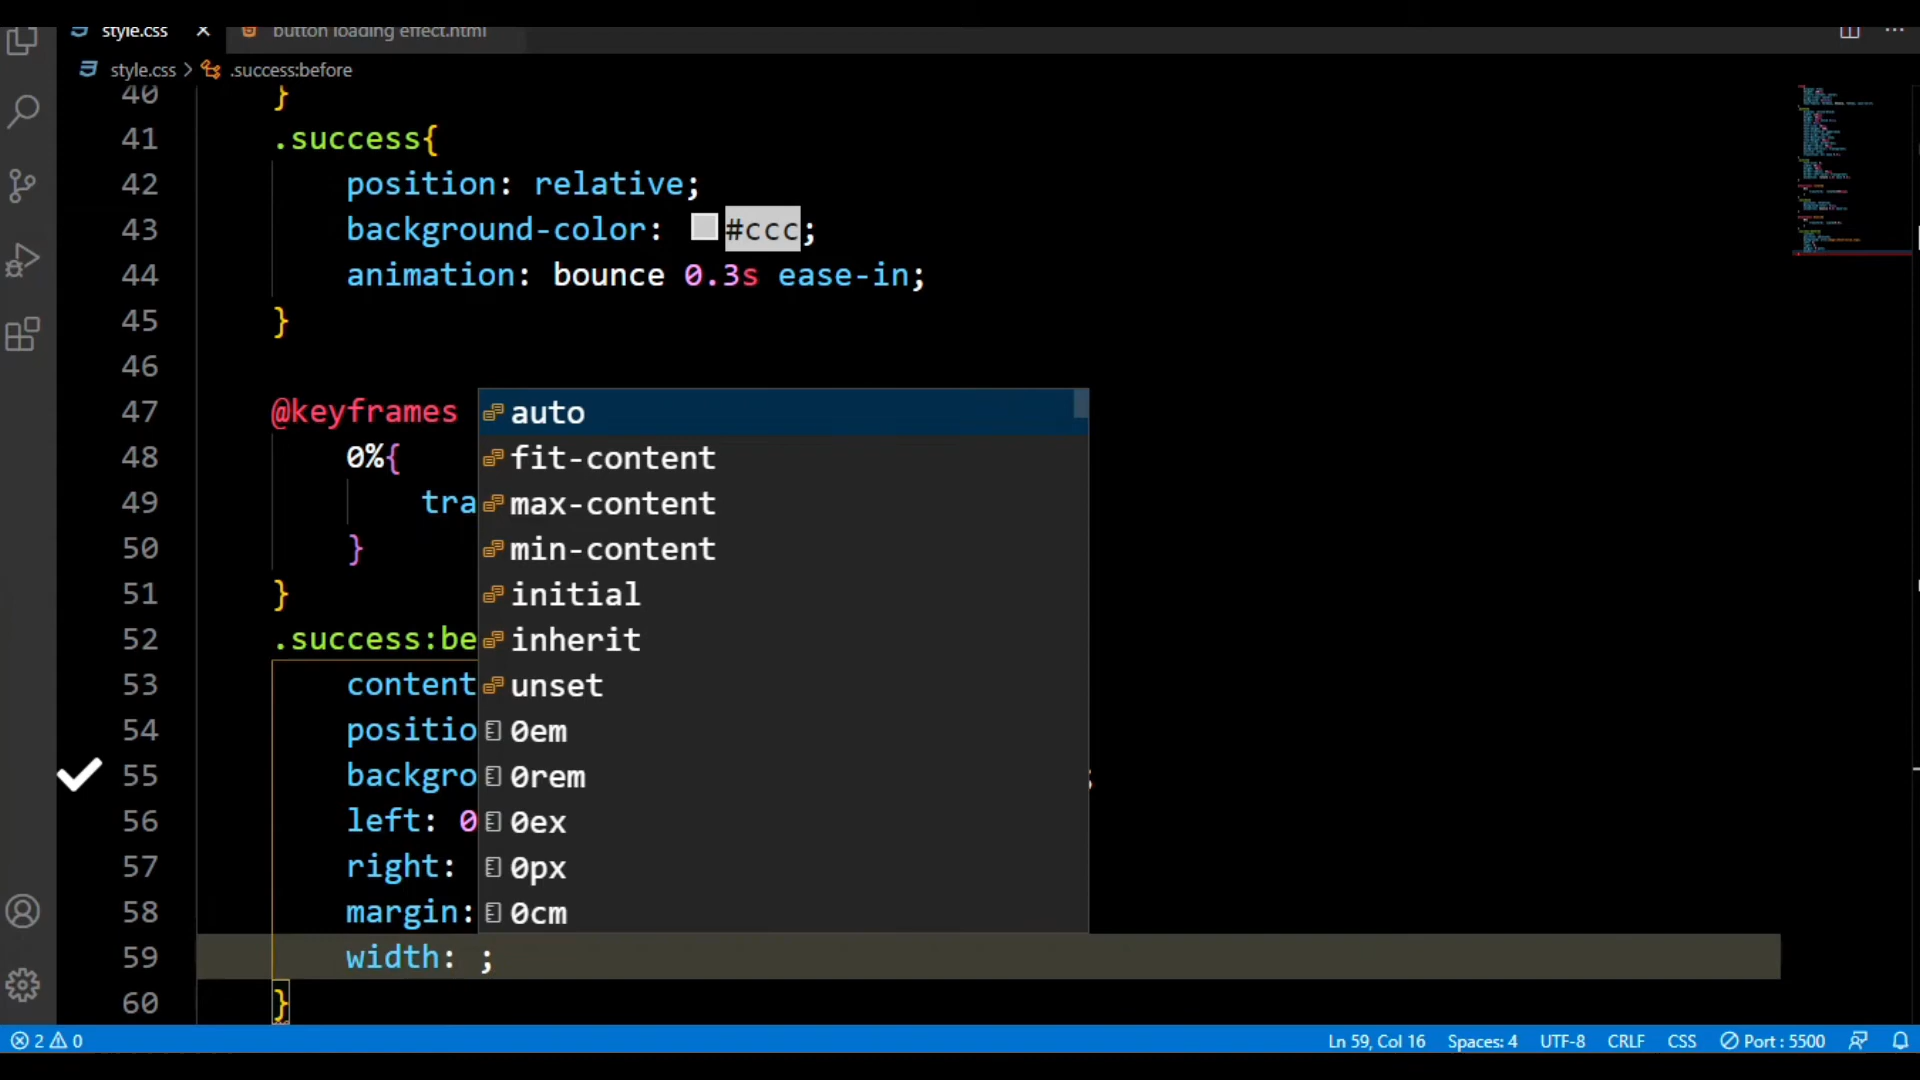 style.css
button loading effect.html
style.css > .success:before
40 }
41 .success{
42 position: relative;
43 background-color: #ccc;
44 animation: bounce 0.3s ease-in;
45 }
46
47 @keyframes
48 0%{
49 tra
50 }
51 }
52 .success:be
53 content
54 positio
55 backgro ;
56 left: 0
57 right:
58 margin:
59 width: ;
60 }
auto
fit-content
max-content
min-content
initial
inherit
unset
0em
0rem
0ex
0px
0cm
2 0
Ln 59, Col 16 Spaces: 4 UTF-8 CRLF CSS Port : 5500